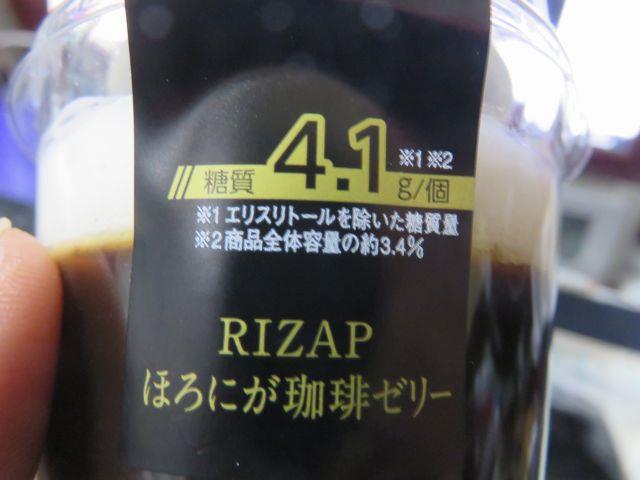 糖質 4.1 g/個 ※1※2
※1エリスリトールを除いた糖質量
※2商品全体容量の約3.4%
RIZAP
ほろにが珈琲ゼリー